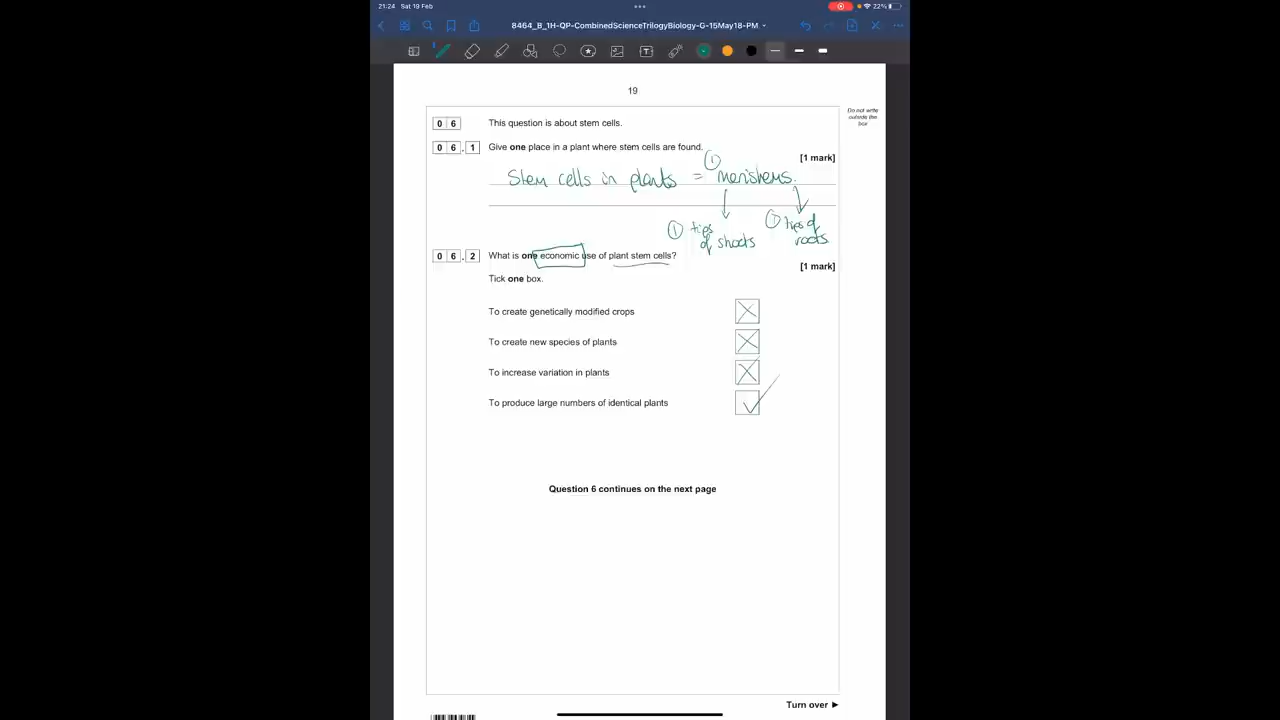 21:24 Sat 19 Feb
22%
8464_B_1H-QP-CombinedScienceTrilogyBiology-G-15May18-PM
19
Do not write
outside the
box
0 6 This question is about stem cells.
0 6 . 1 Give one place in a plant where stem cells are found.
[1 mark]
Stem cells in plants = ① meristems.
① tips of shoots
① tips of roots
0 6 . 2 What is one economic use of plant stem cells?
[1 mark]
Tick one box.
To create genetically modified crops
To create new species of plants
To increase variation in plants
To produce large numbers of identical plants
Question 6 continues on the next page
Turn over ►